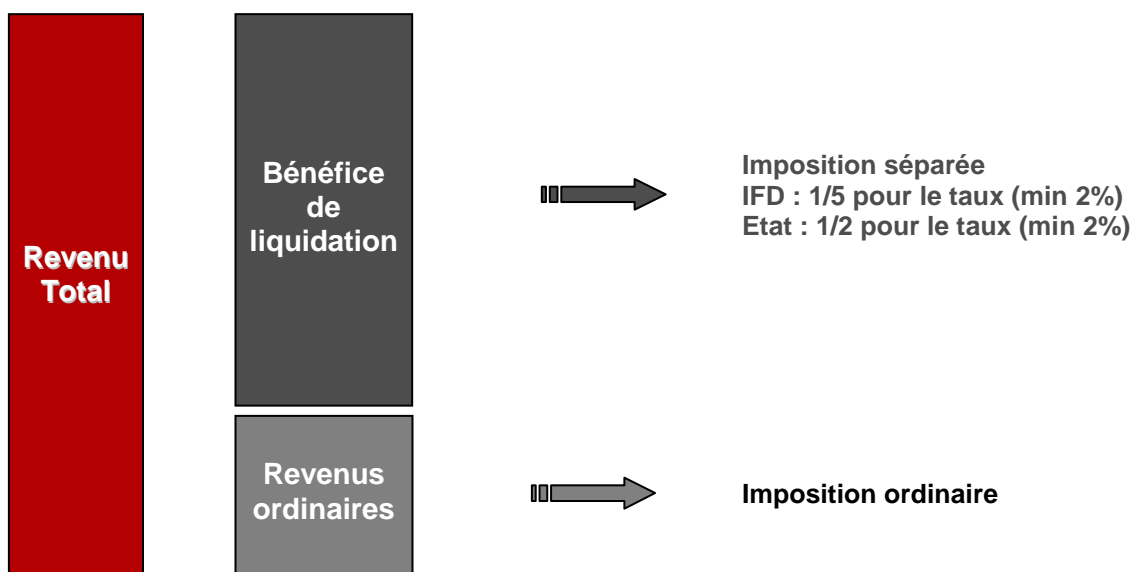 Revenu
Total
Bénéfice
de
liquidation
Imposition séparée
IFD : 1/5 pour le taux (min 2%)
Etat : 1/2 pour le taux (min 2%)
Revenus
ordinaires
Imposition ordinaire